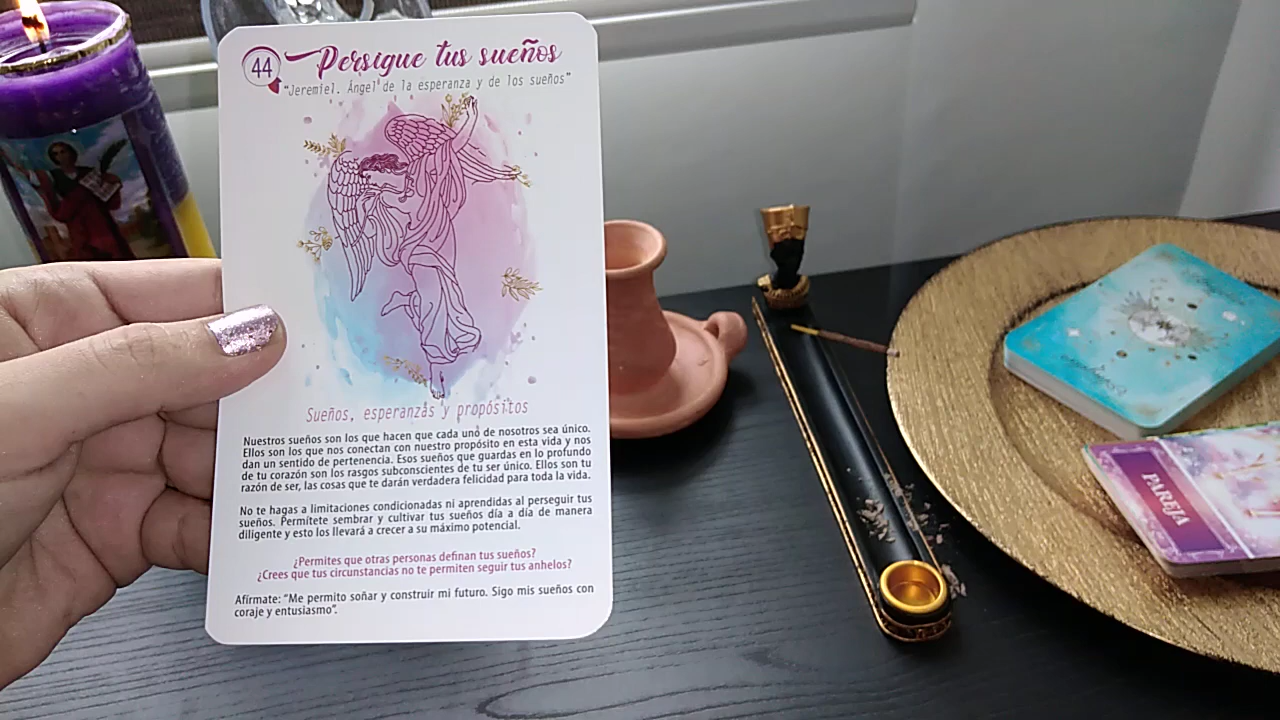 44
Persigue tus sueños
"Jeremiel. Ángel de la esperanza y de los sueños"
Sueños, esperanzas y propósitos
Nuestros sueños son los que hacen que cada uno de nosotros sea único.
Ellos son los que nos conectan con nuestro propósito en esta vida y nos
dan un sentido de pertenencia. Esos sueños que guardas en lo profundo
de tu corazón son los rasgos subconscientes de tu ser único. Ellos son tu
razón de ser, las cosas que te darán verdadera felicidad para toda la vida.
No te hagas a limitaciones condicionadas ni aprendidas al perseguir tus
sueños. Permítete sembrar y cultivar tus sueños día a día de manera
diligente y esto los llevará a crecer a su máximo potencial.
¿Permites que otras personas definan tus sueños?
¿Crees que tus circunstancias no te permiten seguir tus anhelos?
Afírmate: “Me permito soñar y construir mi futuro. Sigo mis sueños con
coraje y entusiasmo”.
PAREJA